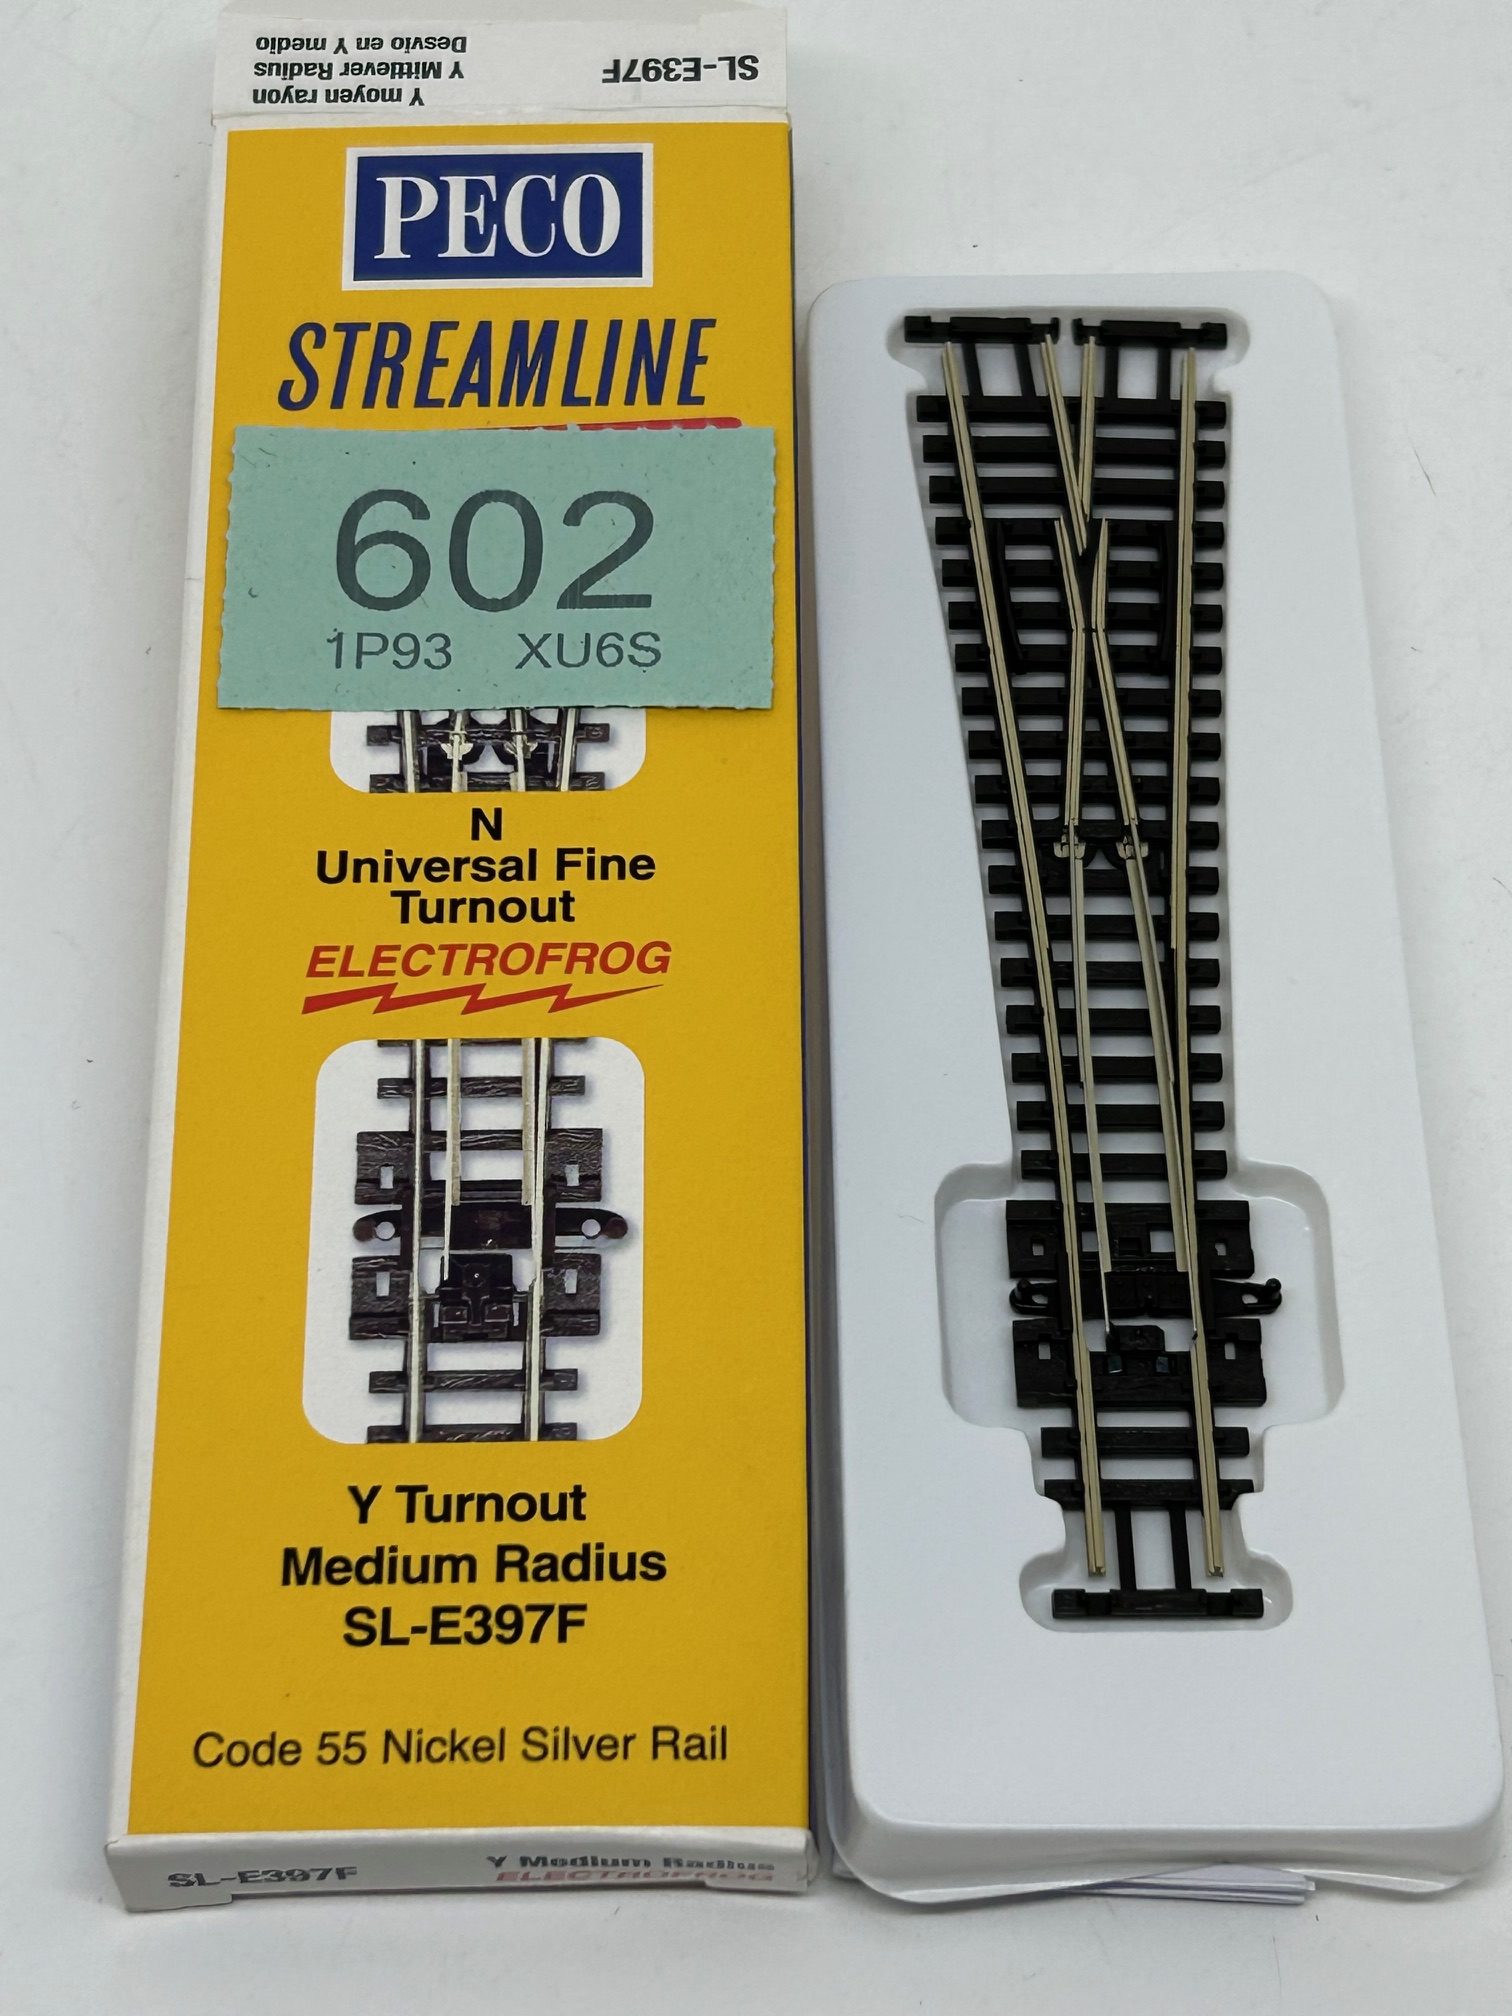 Y moyen rayon
Y Mittlever Radius
Desvio en Y medio
SL-E397F
PECO
STREAMLINE
602
1P93 XU6S
N
Universal Fine
Turnout
ELECTROFROG
Y Turnout
Medium Radius
SL-E397F
Code 55 Nickel Silver Rail
SL-E397F
Y Medium Radius
ELECTROFROG